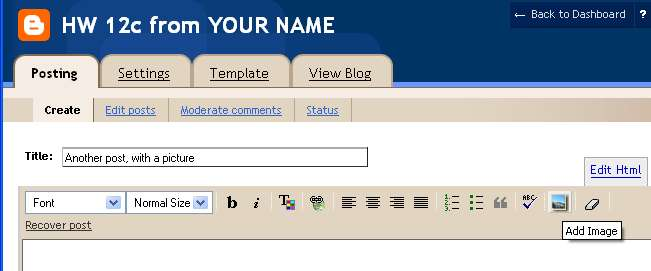 ← Back to Dashboard ?
HW 12c from YOUR NAME
Posting Settings Template View Blog
Create Edit posts Moderate comments Status
Title: Another post, with a picture
Edit Html
Font Normal Size b i ABC
Add Image
Recover post